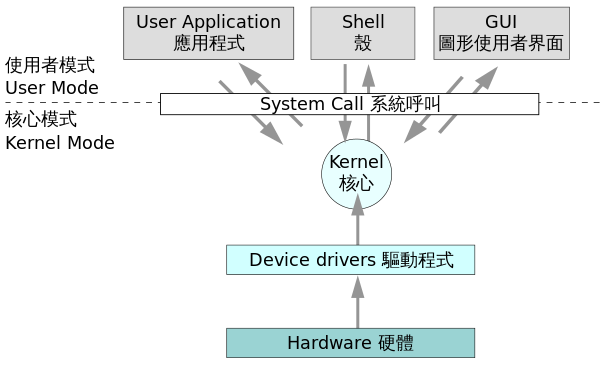 User Application
應用程式
Shell
殼
GUI
圖形使用者界面
使用者模式
User Mode
System Call 系統呼叫
核心模式
Kernel Mode
Kernel
核心
Device drivers 驅動程式
Hardware 硬體